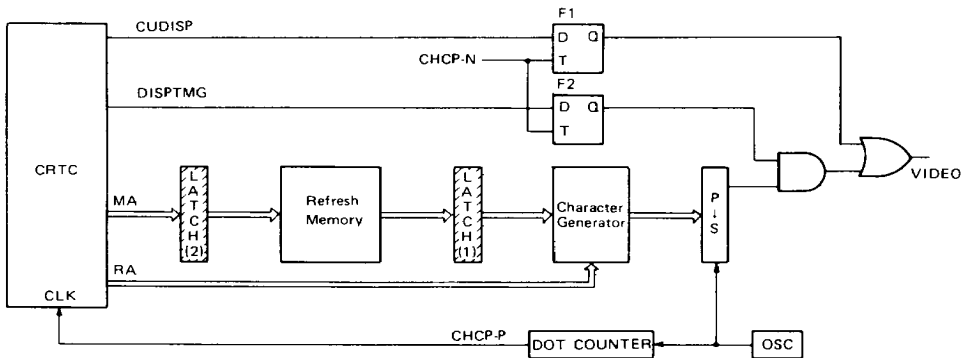 CUDISP
F1
D Q
T
CHCP-N
F2
D Q
T
DISPTMG
CRTC
MA
LATCH(2)
Refresh
Memory
LATCH(1)
Character
Generator
P↓S
VIDEO
RA
CLK
CHCP-P
DOT COUNTER
OSC